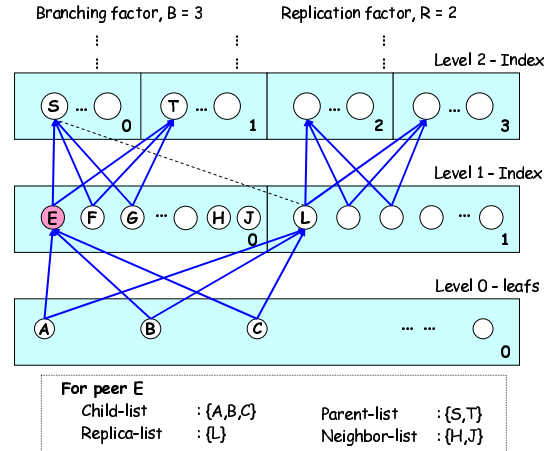 Branching factor, B = 3 Replication factor, R = 2
Level 2 - Index
S ... T ... ... ...
0 1 2 3
Level 1 - Index
E F G ... H J L ...
0 1
Level 0 - leafs
A B C ... ...
0
For peer E
Child-list : {A,B,C} Parent-list : {S,T}
Replica-list : {L} Neighbor-list : {H,J}